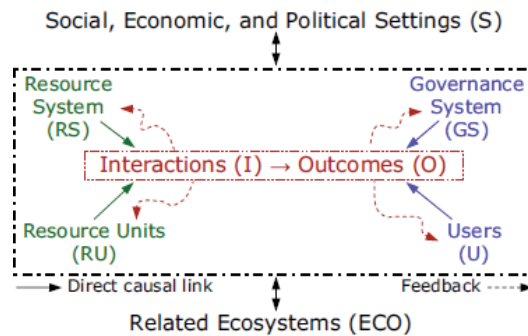 Social, Economic, and Political Settings (S)
Resource
System
(RS)
Governance
System
(GS)
Interactions (I) → Outcomes (O)
Resource Units
(RU)
Users
(U)
Direct causal link
Feedback
Related Ecosystems (ECO)